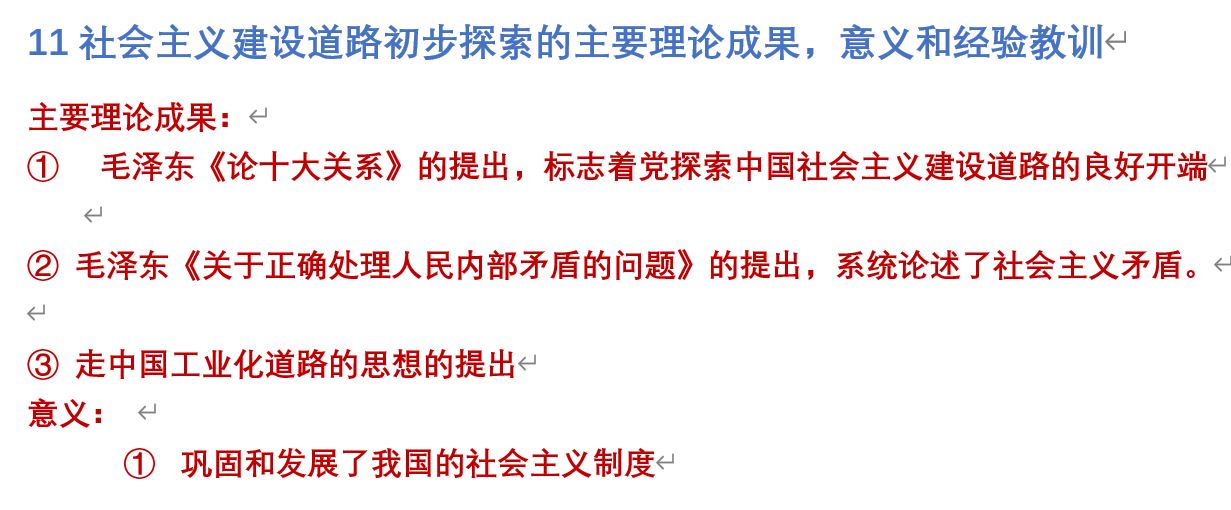 11 社会主义建设道路初步探索的主要理论成果，意义和经验教训
主要理论成果：
① 毛泽东《论十大关系》的提出，标志着党探索中国社会主义建设道路的良好开端
② 毛泽东《关于正确处理人民内部矛盾的问题》的提出，系统论述了社会主义矛盾。
③ 走中国工业化道路的思想的提出
意义：
① 巩固和发展了我国的社会主义制度